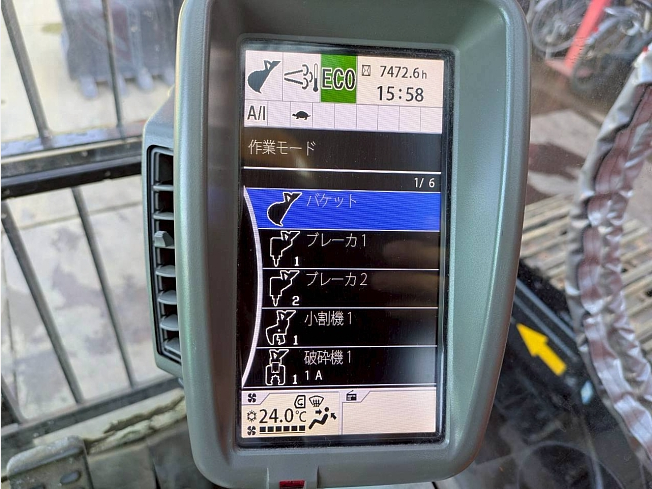 ECO
7472.6h
15:58
A/I
作業モード
1/ 6
バケット
ブレーカ1
1
ブレーカ2
2
小割機1
1
破砕機1
1
1 A
24.0℃